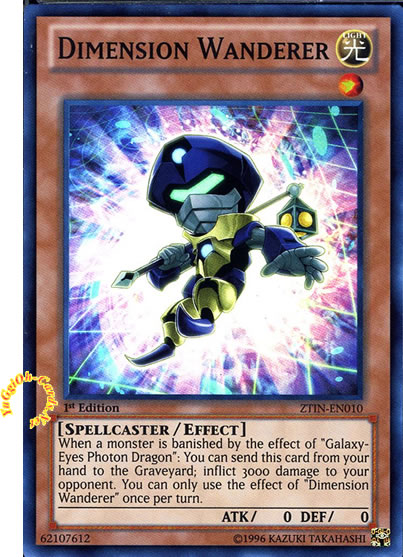 DIMENSION WANDERER
LIGHT
光
1st Edition
ZTIN-EN010
[SPELLCASTER / EFFECT]
When a monster is banished by the effect of "Galaxy-
Eyes Photon Dragon": You can send this card from your
hand to the Graveyard; inflict 3000 damage to your
opponent. You can only use the effect of "Dimension
Wanderer" once per turn.
ATK/ 0 DEF/ 0
62107612
©1996 KAZUKI TAKAHASHI
YuGgiOh-Cards.Net